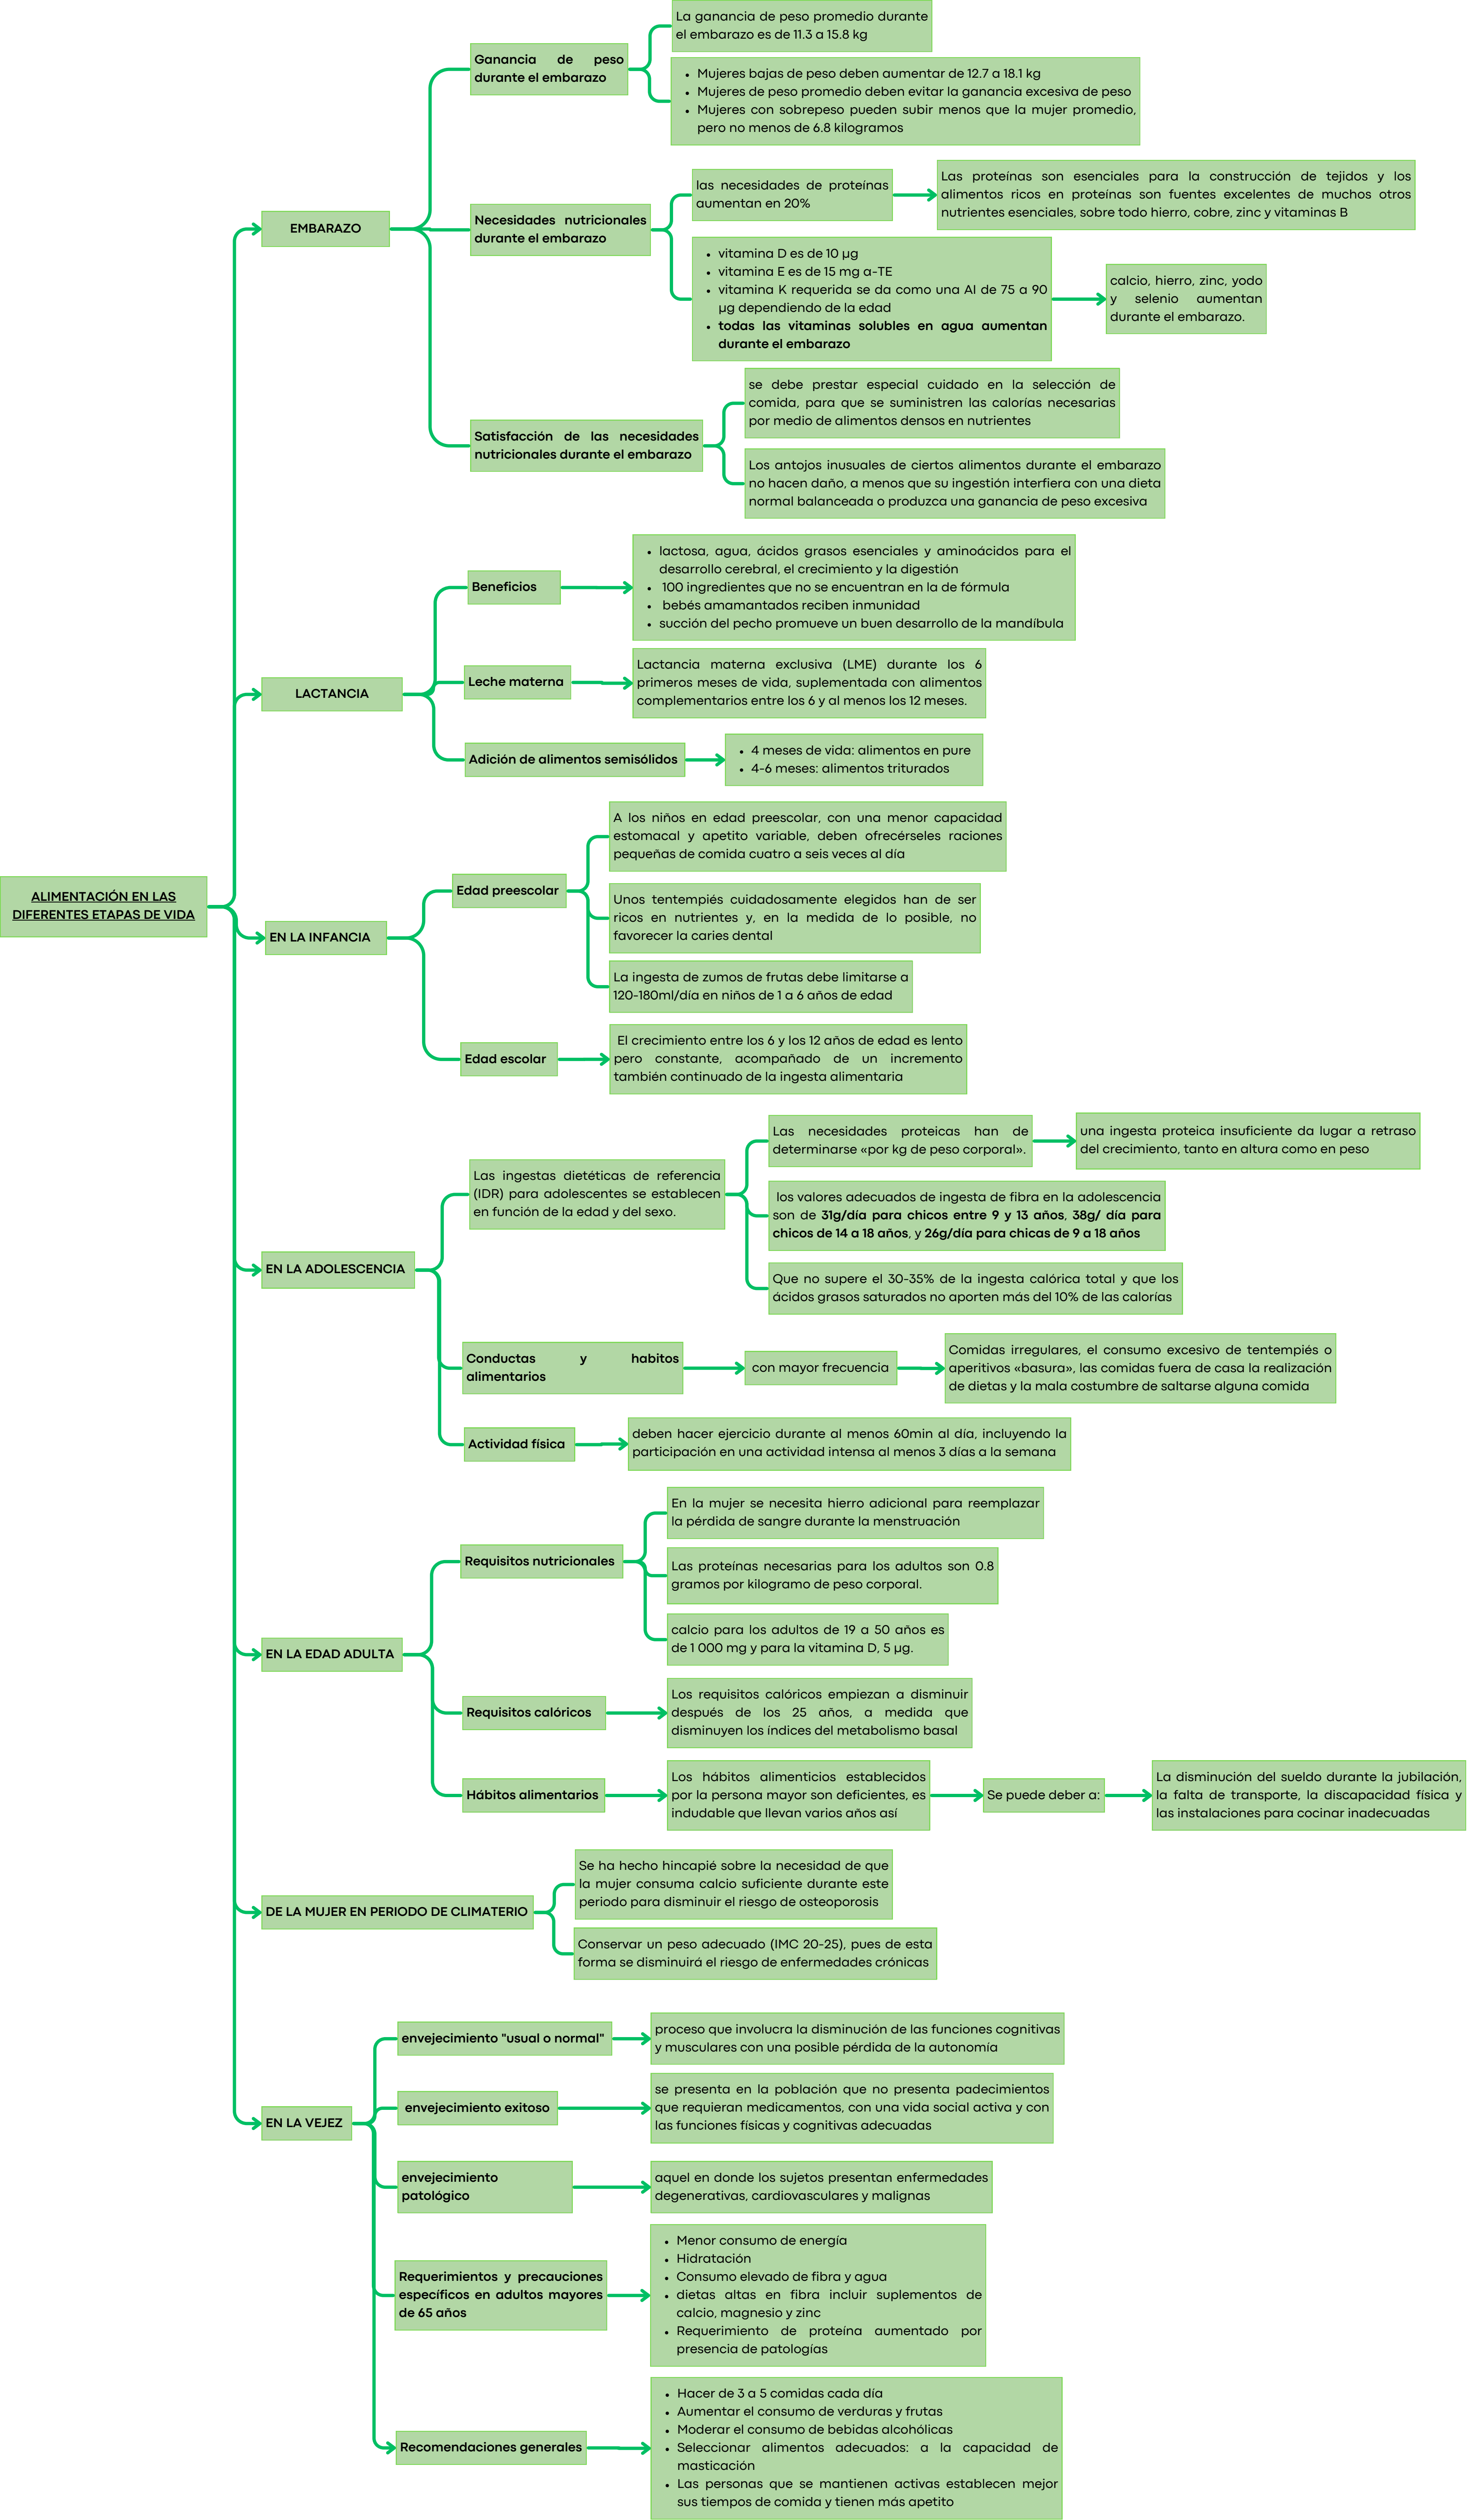 ALIMENTACIÓN EN LAS
DIFERENTES ETAPAS DE VIDA
EMBARAZO
Ganancia de peso
durante el embarazo
La ganancia de peso promedio durante
el embarazo es de 11.3 a 15.8 kg
• Mujeres bajas de peso deben aumentar de 12.7 a 18.1 kg
• Mujeres de peso promedio deben evitar la ganancia excesiva de peso
• Mujeres con sobrepeso pueden subir menos que la mujer promedio,
pero no menos de 6.8 kilogramos
Necesidades nutricionales
durante el embarazo
las necesidades de proteínas
aumentan en 20%
Las proteínas son esenciales para la construcción de tejidos y los
alimentos ricos en proteínas son fuentes excelentes de muchos otros
nutrientes esenciales, sobre todo hierro, cobre, zinc y vitaminas B
• vitamina D es de 10 µg
• vitamina E es de 15 mg a-TE
• vitamina K requerida se da como una AI de 75 a 90
µg dependiendo de la edad
• todas las vitaminas solubles en agua aumentan
durante el embarazo
calcio, hierro, zinc, yodo
y selenio aumentan
durante el embarazo.
Satisfacción de las necesidades
nutricionales durante el embarazo
se debe prestar especial cuidado en la selección de
comida, para que se suministren las calorías necesarias
por medio de alimentos densos en nutrientes
Los antojos inusuales de ciertos alimentos durante el embarazo
no hacen daño, a menos que su ingestión interfiera con una dieta
normal balanceada o produzca una ganancia de peso excesiva
LACTANCIA
Beneficios
• lactosa, agua, ácidos grasos esenciales y aminoácidos para el
desarrollo cerebral, el crecimiento y la digestión
• 100 ingredientes que no se encuentran en la de fórmula
• bebés amamantados reciben inmunidad
• succión del pecho promueve un buen desarrollo de la mandíbula
Leche materna
Lactancia materna exclusiva (LME) durante los 6
primeros meses de vida, suplementada con alimentos
complementarios entre los 6 y al menos los 12 meses.
Adición de alimentos semisólidos
• 4 meses de vida: alimentos en pure
• 4-6 meses: alimentos triturados
EN LA INFANCIA
Edad preescolar
A los niños en edad preescolar, con una menor capacidad
estomacal y apetito variable, deben ofrecérseles raciones
pequeñas de comida cuatro a seis veces al día
Unos tentempiés cuidadosamente elegidos han de ser
ricos en nutrientes y, en la medida de lo posible, no
favorecer la caries dental
La ingesta de zumos de frutas debe limitarse a
120-180ml/día en niños de 1 a 6 años de edad
Edad escolar
El crecimiento entre los 6 y los 12 años de edad es lento
pero constante, acompañado de un incremento
también continuado de la ingesta alimentaria
EN LA ADOLESCENCIA
Las ingestas dietéticas de referencia
(IDR) para adolescentes se establecen
en función de la edad y del sexo.
Las necesidades proteicas han de
determinarse «por kg de peso corporal».
una ingesta proteica insuficiente da lugar a retraso
del crecimiento, tanto en altura como en peso
los valores adecuados de ingesta de fibra en la adolescencia
son de 31g/día para chicos entre 9 y 13 años, 38g/ día para
chicos de 14 a 18 años, y 26g/día para chicas de 9 a 18 años
Que no supere el 30-35% de la ingesta calórica total y que los
ácidos grasos saturados no aporten más del 10% de las calorías
Conductas y habitos
alimentarios
con mayor frecuencia
Comidas irregulares, el consumo excesivo de tentempiés o
aperitivos «basura», las comidas fuera de casa la realización
de dietas y la mala costumbre de saltarse alguna comida
Actividad física
deben hacer ejercicio durante al menos 60min al día, incluyendo la
participación en una actividad intensa al menos 3 días a la semana
EN LA EDAD ADULTA
Requisitos nutricionales
En la mujer se necesita hierro adicional para reemplazar
la pérdida de sangre durante la menstruación
Las proteínas necesarias para los adultos son 0.8
gramos por kilogramo de peso corporal.
calcio para los adultos de 19 a 50 años es
de 1 000 mg y para la vitamina D, 5 µg.
Requisitos calóricos
Los requisitos calóricos empiezan a disminuir
después de los 25 años, a medida que
disminuyen los índices del metabolismo basal
Hábitos alimentarios
Los hábitos alimenticios establecidos
por la persona mayor son deficientes, es
indudable que llevan varios años así
Se puede deber a:
La disminución del sueldo durante la jubilación,
la falta de transporte, la discapacidad física y
las instalaciones para cocinar inadecuadas
DE LA MUJER EN PERIODO DE CLIMATERIO
Se ha hecho hincapié sobre la necesidad de que
la mujer consuma calcio suficiente durante este
periodo para disminuir el riesgo de osteoporosis
Conservar un peso adecuado (IMC 20-25), pues de esta
forma se disminuirá el riesgo de enfermedades crónicas
EN LA VEJEZ
envejecimiento "usual o normal"
proceso que involucra la disminución de las funciones cognitivas
y musculares con una posible pérdida de la autonomía
envejecimiento exitoso
se presenta en la población que no presenta padecimientos
que requieran medicamentos, con una vida social activa y con
las funciones físicas y cognitivas adecuadas
envejecimiento
patológico
aquel en donde los sujetos presentan enfermedades
degenerativas, cardiovasculares y malignas
Requerimientos y precauciones
específicos en adultos mayores
de 65 años
• Menor consumo de energía
• Hidratación
• Consumo elevado de fibra y agua
• dietas altas en fibra incluir suplementos de
calcio, magnesio y zinc
• Requerimiento de proteína aumentado por
presencia de patologías
Recomendaciones generales
• Hacer de 3 a 5 comidas cada día
• Aumentar el consumo de verduras y frutas
• Moderar el consumo de bebidas alcohólicas
• Seleccionar alimentos adecuados: a la capacidad de
masticación
• Las personas que se mantienen activas establecen mejor
sus tiempos de comida y tienen más apetito